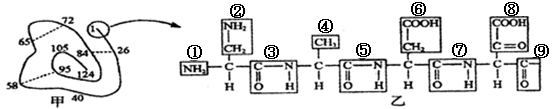 ② ④ ⑥ ⑧
72 1 NH₂ CH₃ COOH COOH
65 105 84 26 CH₂ CH₂ C=O
① ③ ⑤ ⑦ ⑨
95 124 NH₂ C C N C C N C C N C C
58 40 H O H H O H H O H H O
甲 乙